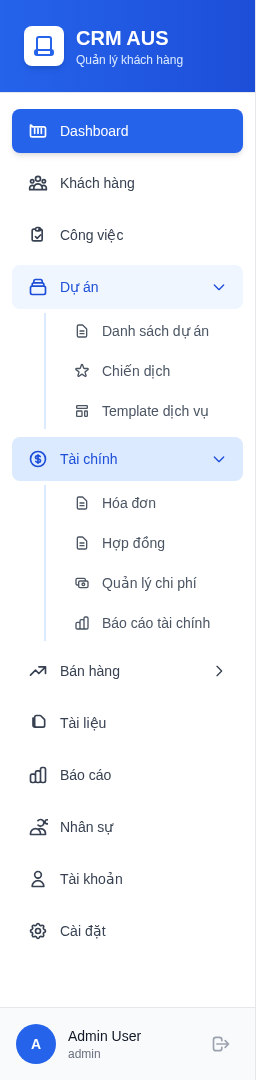 CRM AUS
Quản lý khách hàng
Dashboard
Khách hàng
Công việc
Dự án
Danh sách dự án
Chiến dịch
Template dịch vụ
Tài chính
Hóa đơn
Hợp đồng
Quản lý chi phí
Báo cáo tài chính
Bán hàng
Tài liệu
Báo cáo
Nhân sự
Tài khoản
Cài đặt
A
Admin User
admin